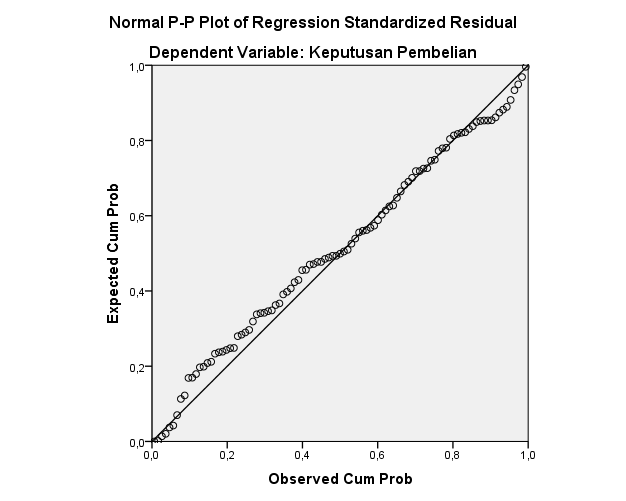 Normal P-P Plot of Regression Standardized Residual
Dependent Variable: Keputusan Pembelian
1,0
0,8
0,6
0,4
0,2
0,0
Expected Cum Prob
0,0 0,2 0,4 0,6 0,8 1,0
Observed Cum Prob